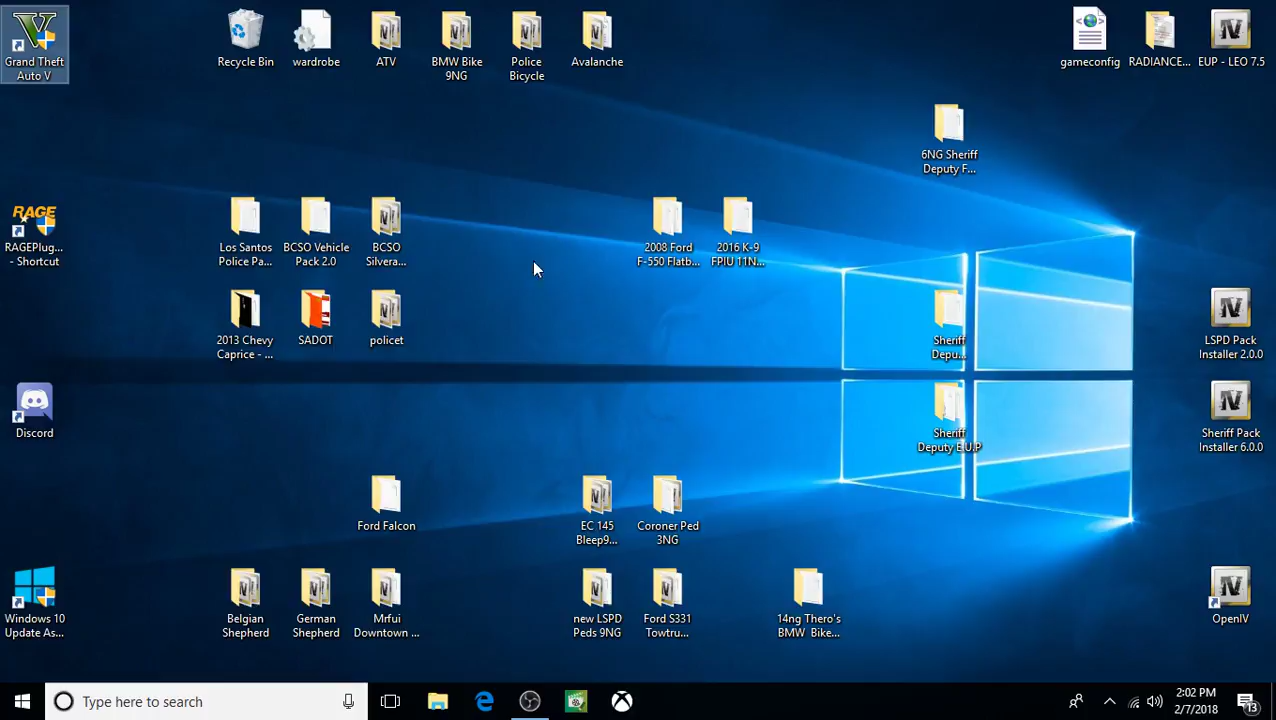 Grand Theft
Auto V
Recycle Bin
wardrobe
ATV
BMW Bike
9NG
Police
Bicycle
Avalanche
gameconfig
RADIANCE...
EUP - LEO 7.5
6NG Sheriff
Deputy F...
RAGE
RAGEPlug...
- Shortcut
Los Santos
Police Pa...
BCSO Vehicle
Pack 2.0
BCSO
Silvera...
2008 Ford
F-550 Flatb...
2016 K-9
FPIU 11N...
2013 Chevy
Caprice - ...
SADOT
policet
Sheriff
Depu...
LSPD Pack
Installer 2.0.0
Discord
Sheriff
Deputy E.U.P
Sheriff Pack
Installer 6.0.0
Ford Falcon
EC 145
Bleep9...
Coroner Ped
3NG
Windows 10
Update As...
Belgian
Shepherd
German
Shepherd
Mrfui
Downtown ...
new LSPD
Peds 9NG
Ford S331
Towtru...
14ng Thero's
BMW Bike...
OpenIV
Type here to search
2:02 PM
2/7/2018
13